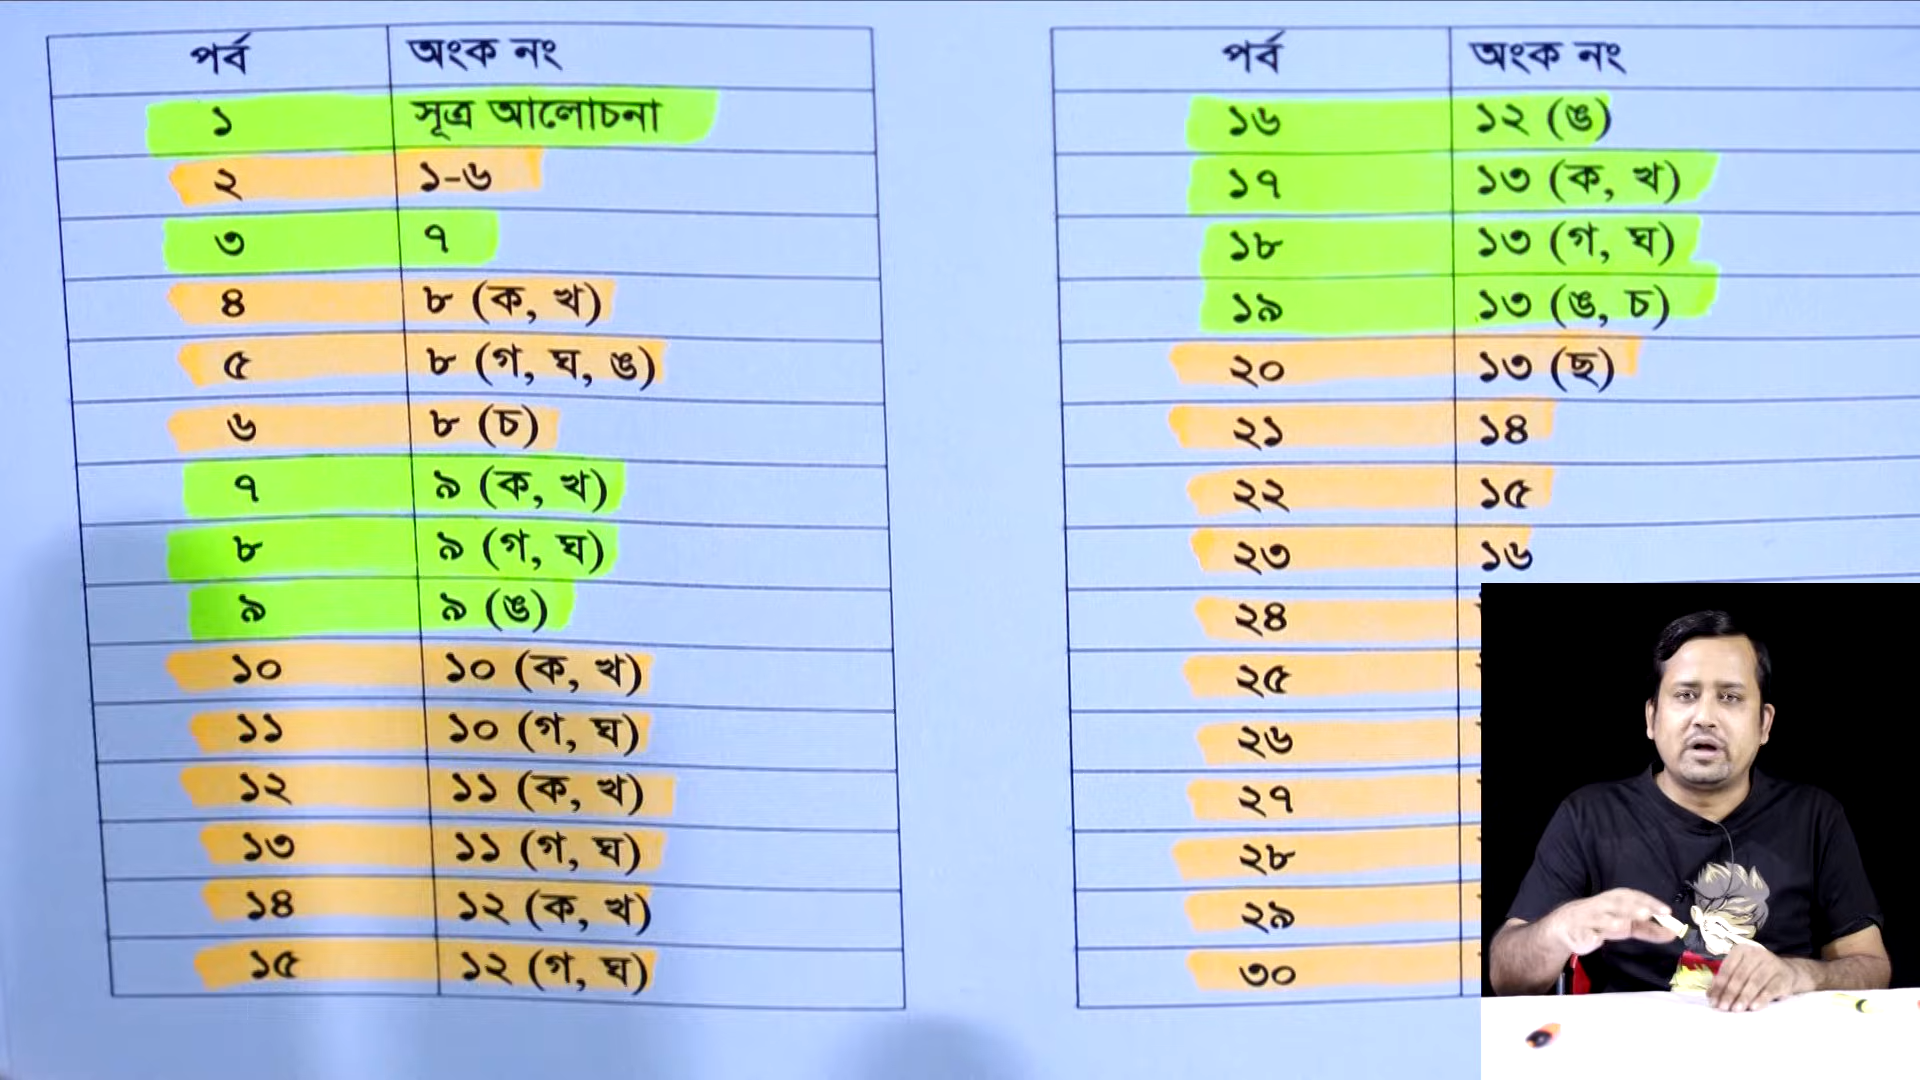 পর্ব অংক নং
১ সূত্র আলোচনা
২ ১-৬
৩ ৭
৪ ৮ (ক, খ)
৫ ৮ (গ, ঘ, ঙ)
৬ ৮ (চ)
৭ ৯ (ক, খ)
৮ ৯ (গ, ঘ)
৯ ৯ (ঙ)
১০ ১০ (ক, খ)
১১ ১০ (গ, ঘ)
১২ ১১ (ক, খ)
১৩ ১১ (গ, ঘ)
১৪ ১২ (ক, খ)
১৫ ১২ (গ, ঘ)
পর্ব অংক নং
১৬ ১২ (ঙ)
১৭ ১৩ (ক, খ)
১৮ ১৩ (গ, ঘ)
১৯ ১৩ (ঙ, চ)
২০ ১৩ (ছ)
২১ ১৪
২২ ১৫
২৩ ১৬
২৪
২৫
২৬
২৭
২৮
২৯
৩০